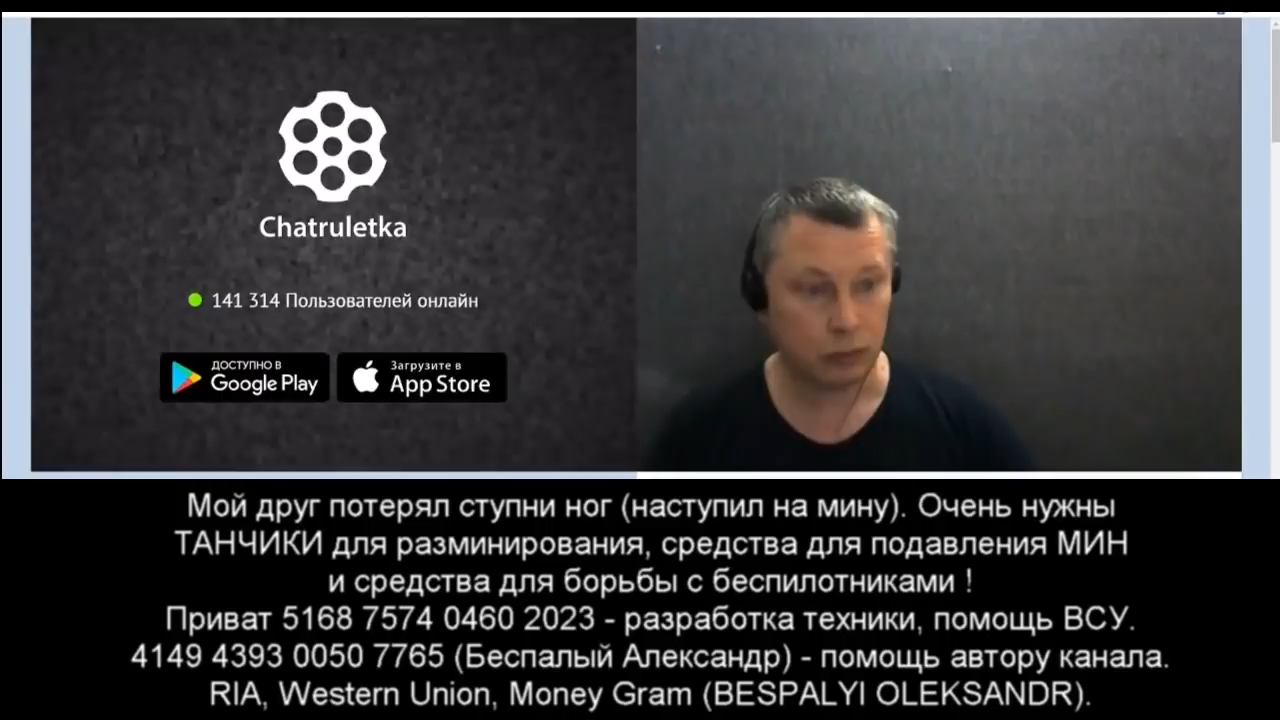 Chatruletka
141 314 Пользователей онлайн
ДОСТУПНО В
Google Play
Загрузите в
App Store
Мой друг потерял ступни ног (наступил на мину). Очень нужны
ТАНЧИКИ для разминирования, средства для подавления МИН
и средства для борьбы с беспилотниками !
Приват 5168 7574 0460 2023 - разработка техники, помощь ВСУ.
4149 4393 0050 7765 (Беспалый Александр) - помощь автору канала.
RIA, Western Union, Money Gram (BESPALYI OLEKSANDR).